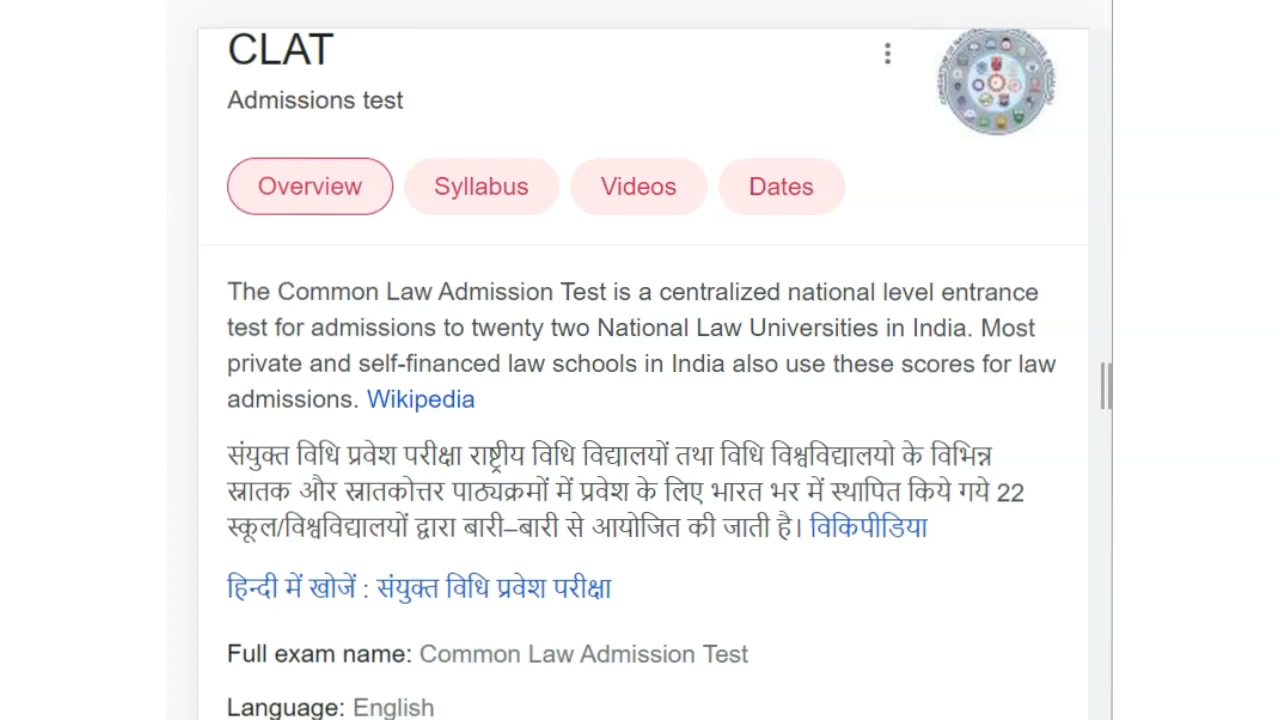 CLAT
Admissions test
Overview Syllabus Videos Dates
The Common Law Admission Test is a centralized national level entrance
test for admissions to twenty two National Law Universities in India. Most
private and self-financed law schools in India also use these scores for law
admissions. Wikipedia
संयुक्त विधि प्रवेश परीक्षा राष्ट्रीय विधि विद्यालयों तथा विधि विश्वविद्यालयो के विभिन्न
स्नातक और स्नातकोत्तर पाठ्यक्रमों में प्रवेश के लिए भारत भर में स्थापित किये गये 22
स्कूल/विश्वविद्यालयों द्वारा बारी–बारी से आयोजित की जाती है। विकिपीडिया
हिन्दी में खोजें : संयुक्त विधि प्रवेश परीक्षा
Full exam name: Common Law Admission Test
Language: English